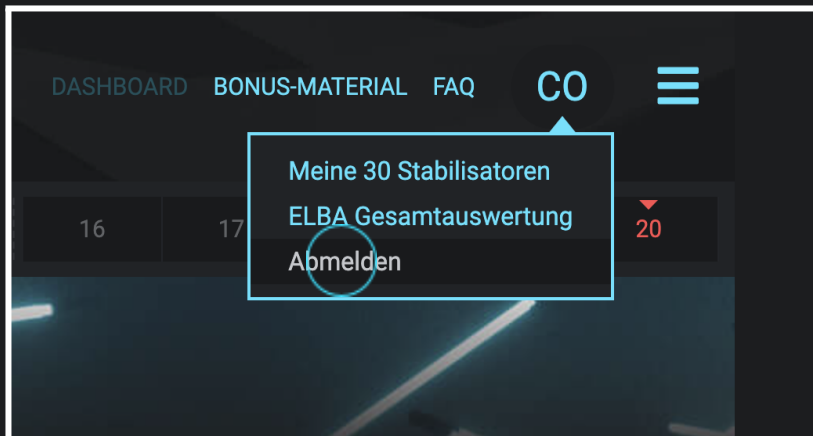 DASHBOARD BONUS-MATERIAL FAQ CO
Meine 30 Stabilisatoren
ELBA Gesamtauswertung
16 17 20
Abmelden